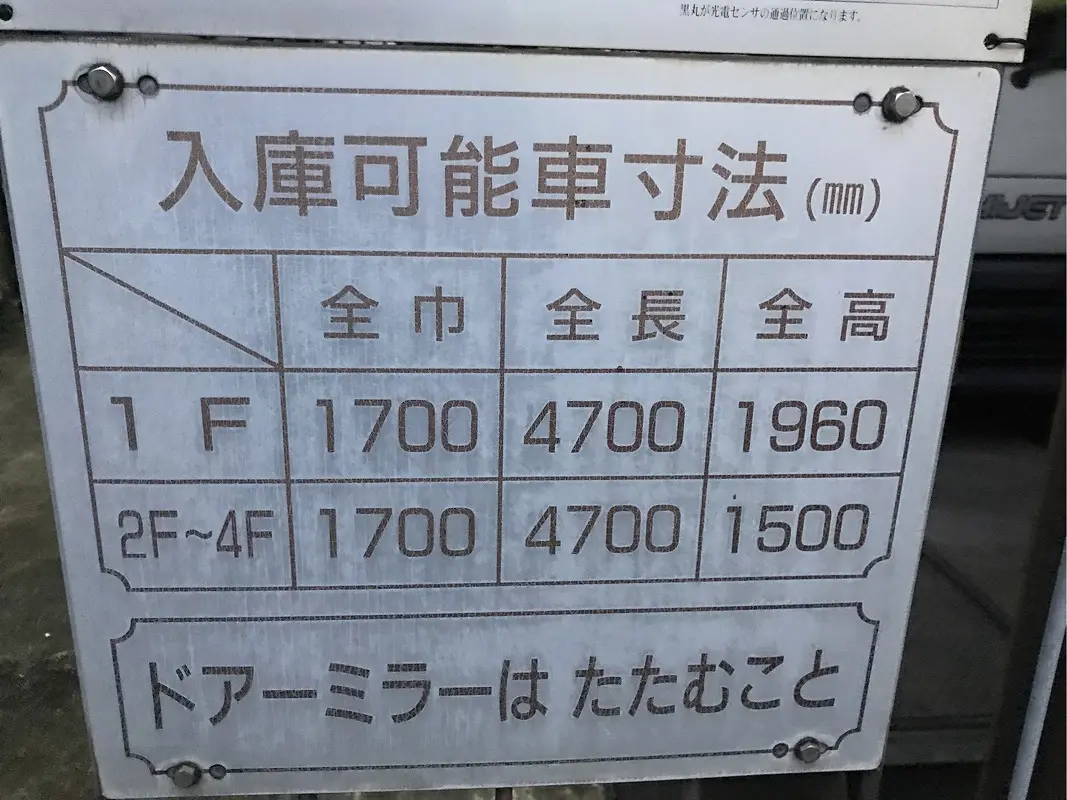 黒丸が光電センサの通過位置になります。
入庫可能車寸法(mm)
全巾 全長 全高
1F 1700 4700 1960
2F~4F 1700 4700 1500
ドアーミラーは たたむこと